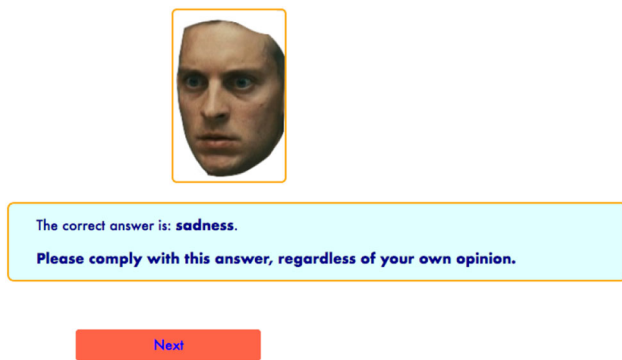 The correct answer is: sadness.
Please comply with this answer, regardless of your own opinion.
Next